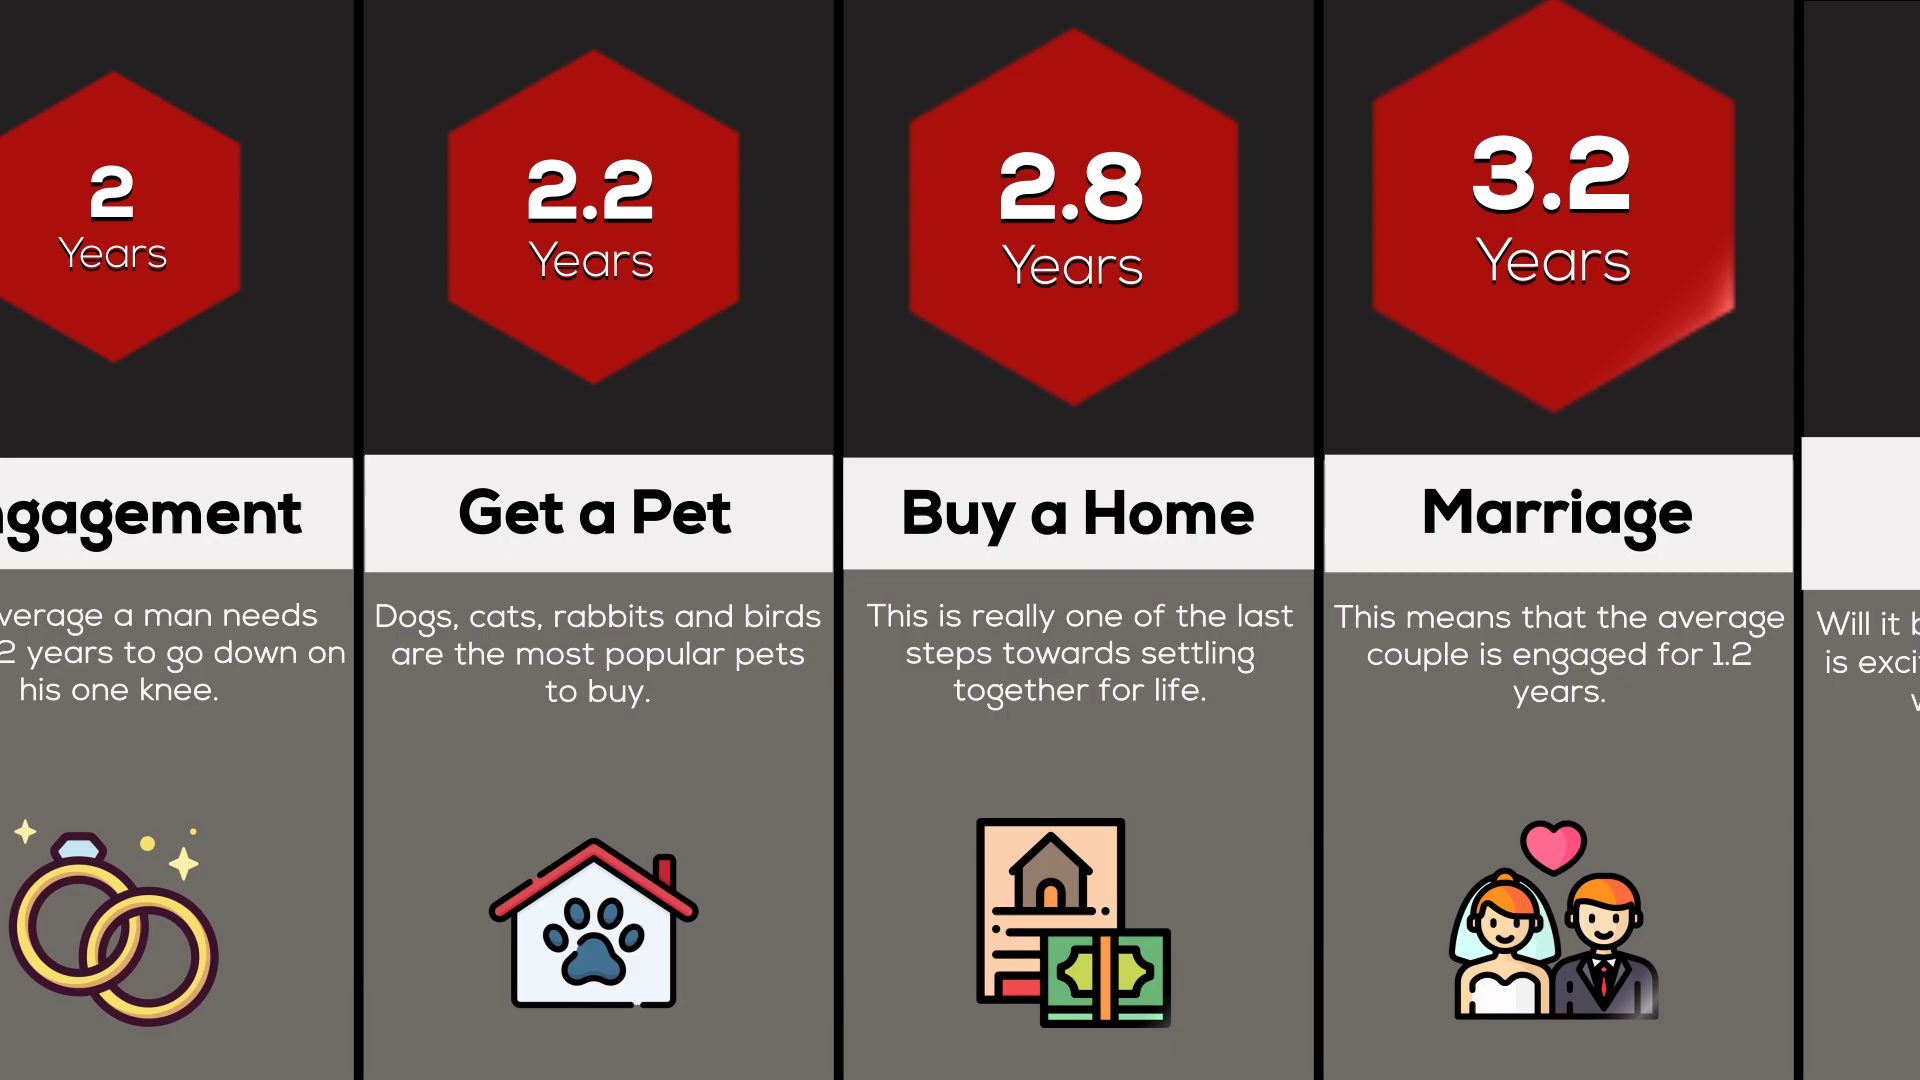 2
Years
ngagement
verage a man needs
2 years to go down on
his one knee.
2.2
Years
Get a Pet
Dogs, cats, rabbits and birds
are the most popular pets
to buy.
2.8
Years
Buy a Home
This is really one of the last
steps towards settling
together for life.
3.2
Years
Marriage
This means that the average
couple is engaged for 1.2
years.
Will it b
is exci